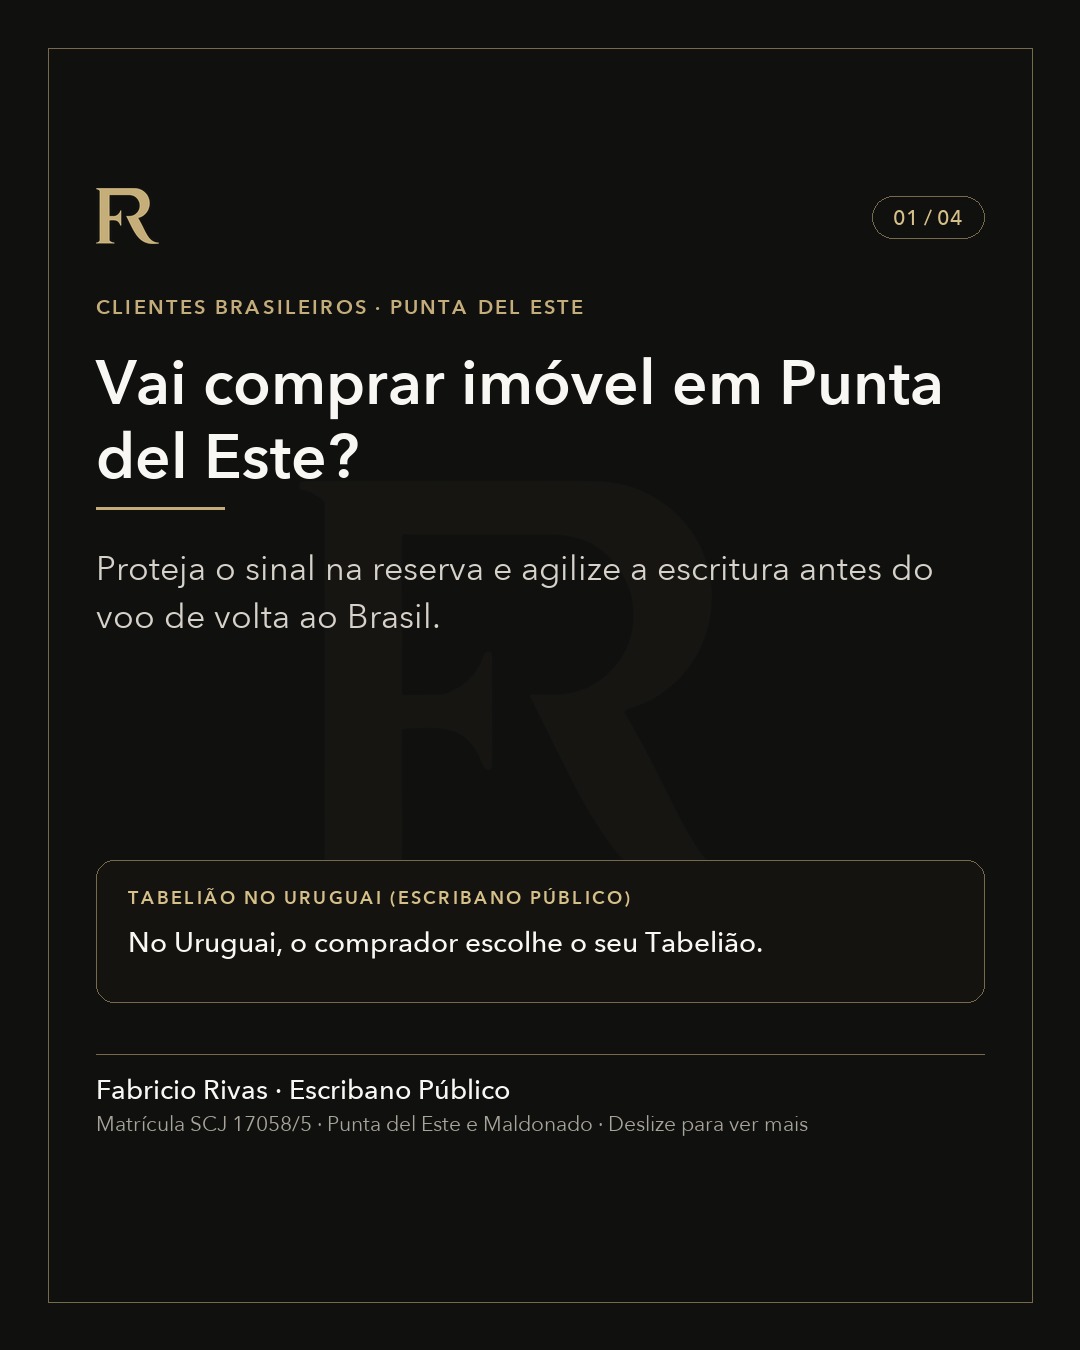 R
01 / 04
CLIENTES BRASILEIROS · PUNTA DEL ESTE
Vai comprar imóvel em Punta
del Este?
Proteja o sinal na reserva e agilize a escritura antes do
voo de volta ao Brasil.
TABELIÃO NO URUGUAI (ESCRIBANO PÚBLICO)
No Uruguai, o comprador escolhe o seu Tabelião.
Fabricio Rivas · Escribano Público
Matrícula SCJ 17058/5 · Punta del Este e Maldonado · Deslize para ver mais